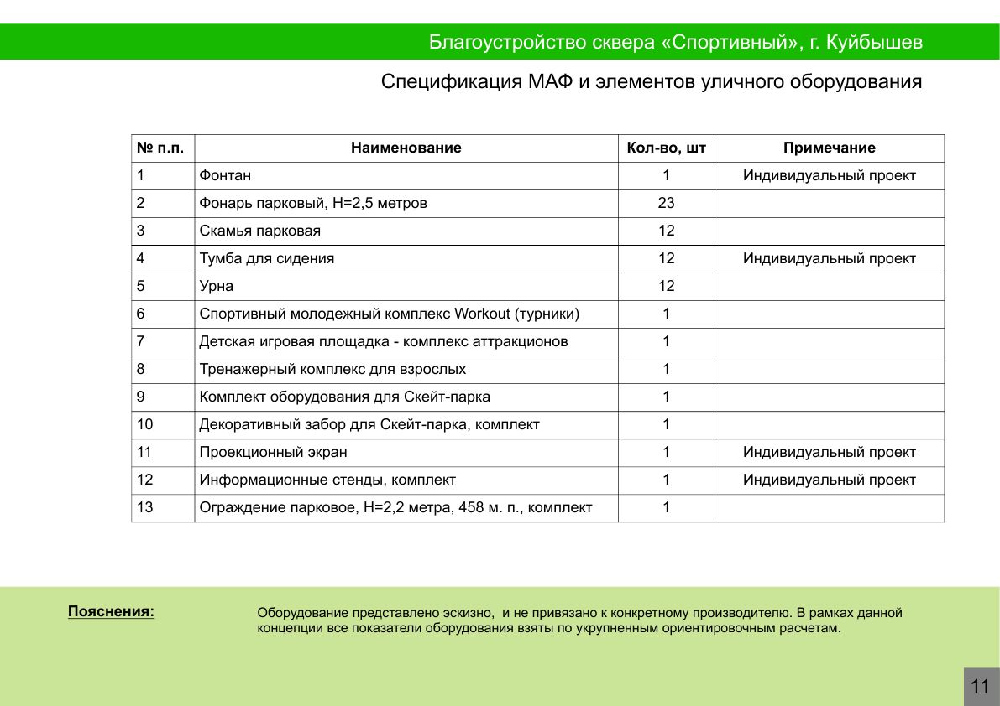 Благоустройство сквера «Спортивный», г. Куйбышев
Спецификация МАФ и элементов уличного оборудования
№ п.п. Наименование Кол-во, шт Примечание
1 Фонтан 1 Индивидуальный проект
2 Фонарь парковый, Н=2,5 метров 23
3 Скамья парковая 12
4 Тумба для сидения 12 Индивидуальный проект
5 Урна 12
6 Спортивный молодежный комплекс Workout (турники) 1
7 Детская игровая площадка - комплекс аттракционов 1
8 Тренажерный комплекс для взрослых 1
9 Комплект оборудования для Скейт-парка 1
10 Декоративный забор для Скейт-парка, комплект 1
11 Проекционный экран 1 Индивидуальный проект
12 Информационные стенды, комплект 1 Индивидуальный проект
13 Ограждение парковое, Н=2,2 метра, 458 м. п., комплект 1
Пояснения: Оборудование представлено эскизно, и не привязано к конкретному производителю. В рамках данной
концепции все показатели оборудования взяты по укрупненным ориентировочным расчетам.
11